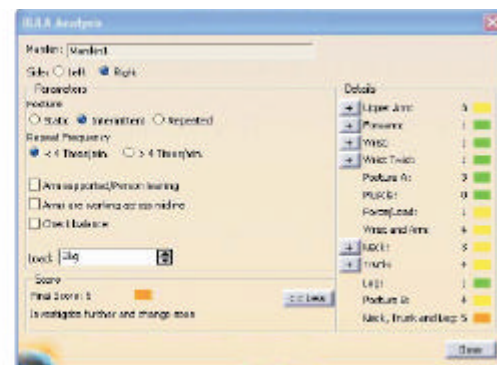 RULA Analysis
Manikin: Manikin1
Side: Left Right
Parameters
Posture
Static Intermittent Repeated
Repeat Frequency
< 4 Times/min. > 4 Times/min.
Arm supported/Person leaning
Arms are working across midline
Check balance
Load:
Score
Final Score: 5
Investigate further and change soon
<< Less
Details
+ Upper Arm: 3
+ Forearm: 1
+ Wrist: 1
+ Wrist Twist: 1
Posture A: 3
Muscle: 0
Force/Load: 1
Wrist and Arm: 4
+ Neck: 3
+ Trunk: 4
Leg: 1
Posture B: 4
Neck, Trunk and Leg: 5
Close